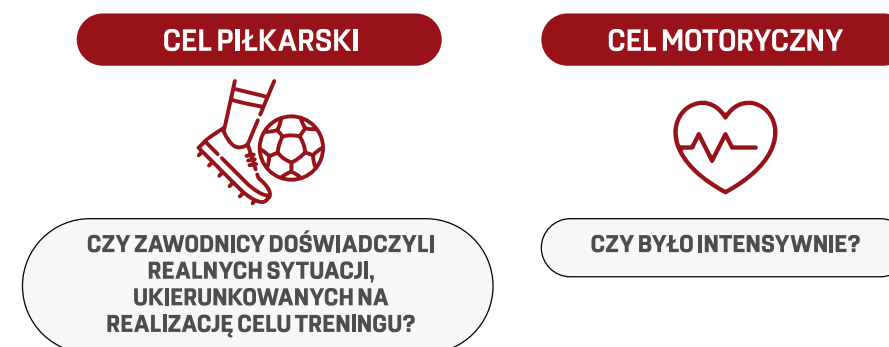 CEL PIŁKARSKI
CZY ZAWODNICY DOŚWIADCZYLI
REALNYCH SYTUACJI,
UKIERUNKOWANYCH NA
REALIZACJĘ CELU TRENINGU?
CEL MOTORYCZNY
CZY BYŁO INTENSYWNIE?